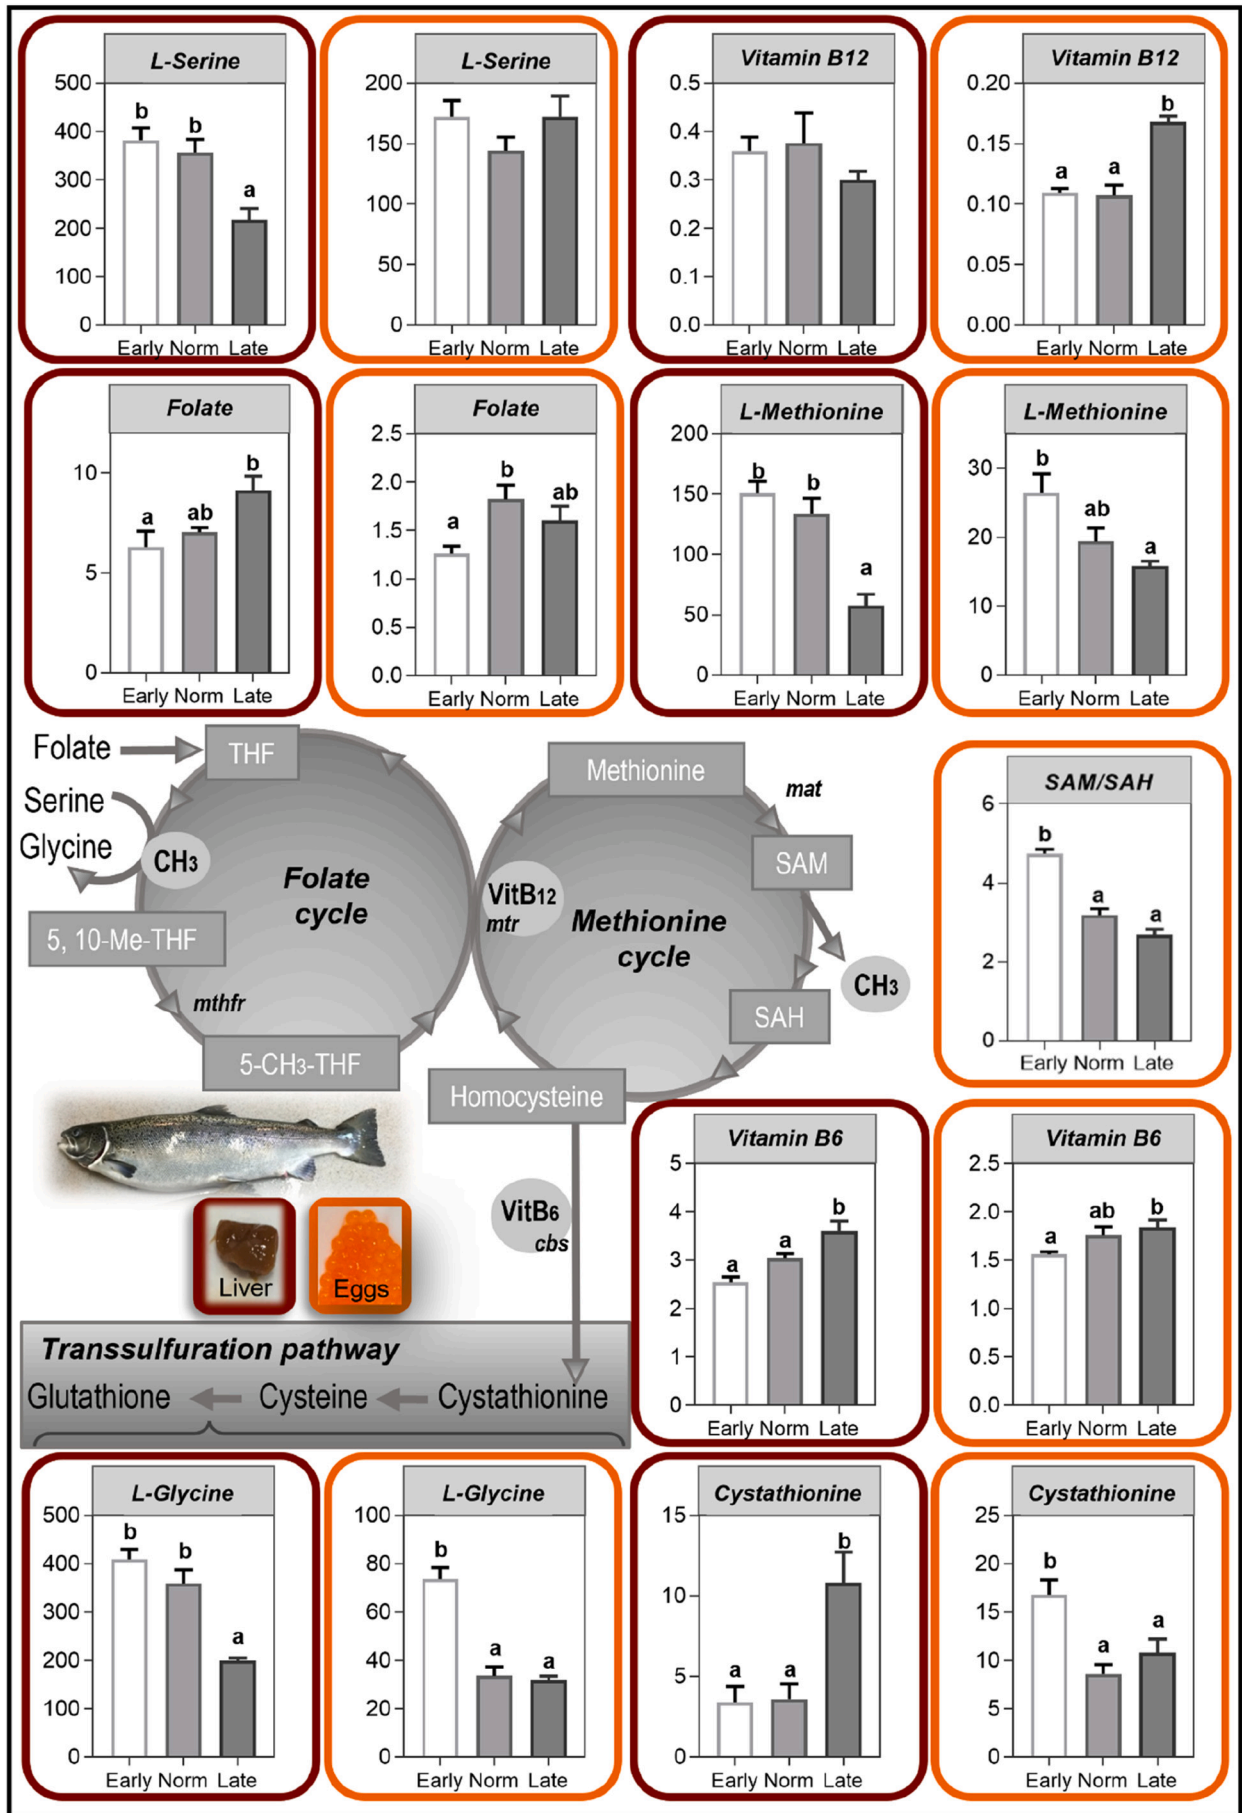 L-Serine
500
400
300
200
100
0
b
b
a
Early Norm Late
L-Serine
200
150
100
50
0
Early Norm Late
Vitamin B12
0.5
0.4
0.3
0.2
0.1
0.0
Early Norm Late
Vitamin B12
0.20
0.15
0.10
0.05
0.00
a
a
b
Early Norm Late
Folate
10
5
0
a
ab
b
Early Norm Late
Folate
2.5
2.0
1.5
1.0
0.5
0.0
a
b
ab
Early Norm Late
L-Methionine
200
150
100
50
0
b
b
a
Early Norm Late
L-Methionine
30
20
10
0
b
ab
a
Early Norm Late
Folate
THF
Serine
Glycine
CH3
Folate
cycle
5, 10-Me-THF
mthfr
5-CH3-THF
VitB12
mtr
Methionine
mat
SAM
Methionine
cycle
CH3
SAH
Homocysteine
SAM/SAH
6
4
2
0
b
a
a
Early Norm Late
VitB6
cbs
Liver
Eggs
Vitamin B6
5
4
3
2
1
0
a
a
b
Early Norm Late
Vitamin B6
2.5
2.0
1.5
1.0
0.5
0.0
a
ab
b
Early Norm Late
Transsulfuration pathway
Glutathione Cysteine Cystathionine
L-Glycine
500
400
300
200
100
0
b
b
a
Early Norm Late
L-Glycine
100
80
60
40
20
0
b
a
a
Early Norm Late
Cystathionine
15
10
5
0
a
a
b
Early Norm Late
Cystathionine
25
20
15
10
5
0
b
a
a
Early Norm Late